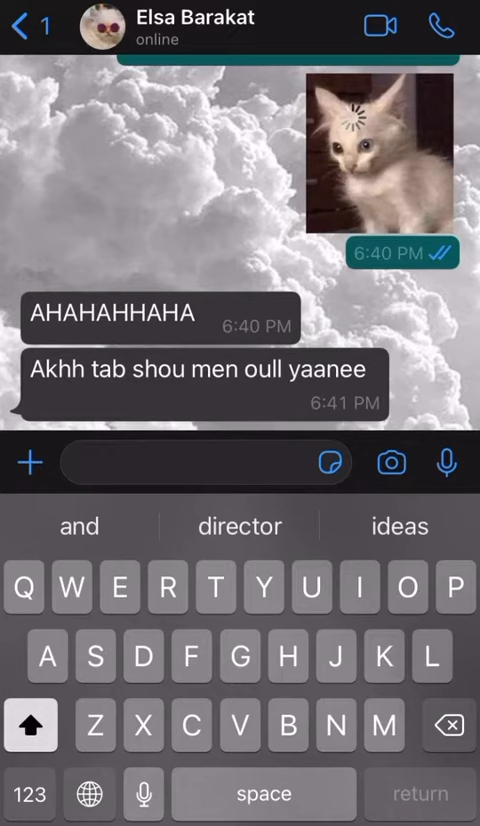 1
Elsa Barakat
online
6:40 PM
AHAHAHHAHA
6:40 PM
Akhh tab shou men oull yaanee
6:41 PM
and director ideas
Q W E R T Y U I O P
A S D F G H J K L
Z X C V B N M
123 space return